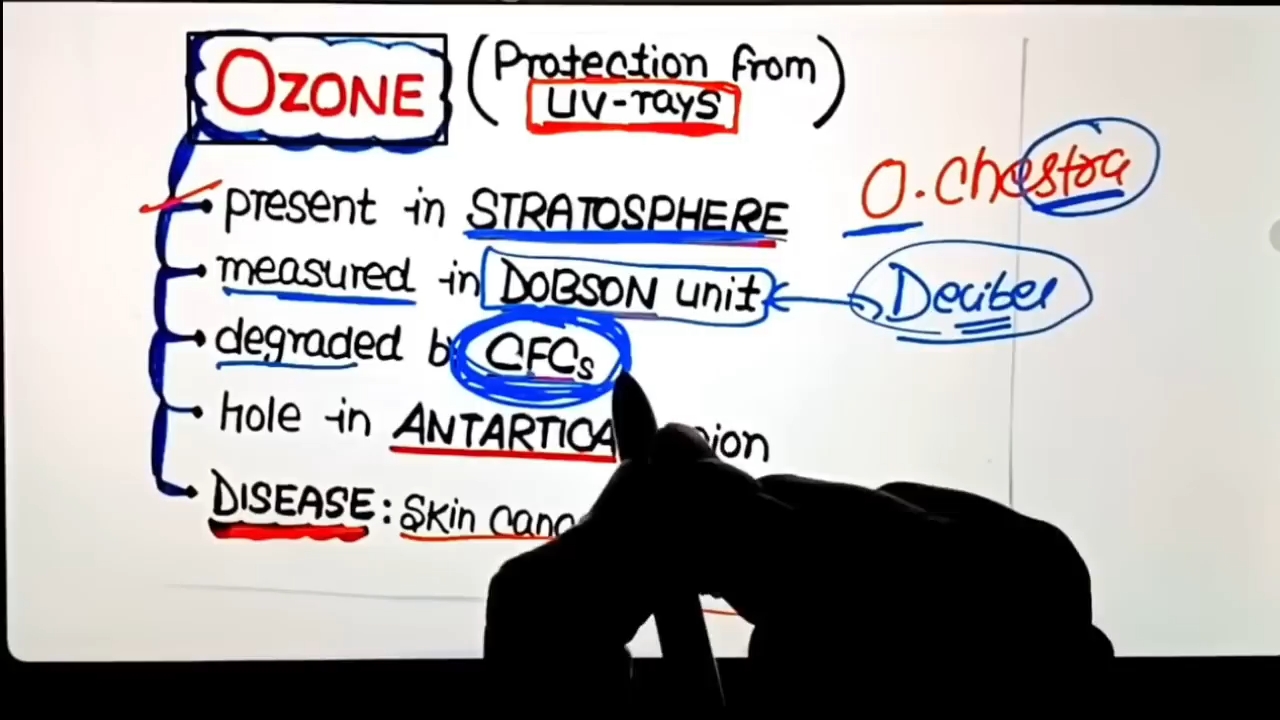 OZONE (Protection from
UV-rays)
present in STRATOSPHERE
O.Chestra
measured in DOBSON unit
Decibel
degraded CFCs
hole in ANTARTICA
DISEASE: Skin